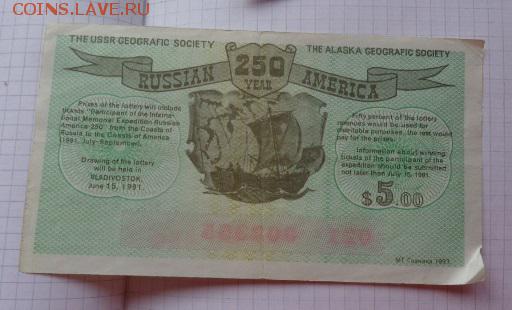 COINS.LAVE.RU
THE USSR GEOGRAFIC SOCIETY
THE ALASKA GEOGRAFIC SOCIETY
RUSSIAN 250 AMERICA
YEAR
Prizes of the lottery will include
tickets "Participant of the Interna-
tional Memorial Expedition Russian
America-250" from the Coasts of
Russia to the Coasts of America
(1991, July-September).
Drawing of the lottery
will be held in
VLADIVOSTOK,
June 15, 1991.
Fifty percent of the lottery
revenues would be used for
charitable purposes, the rest would
pay for the prizes.
Information about winning
tickets of the participant of the
expedition should be submitted
not later than July 15, 1991.
$5.00
МТ Гознака 1991.